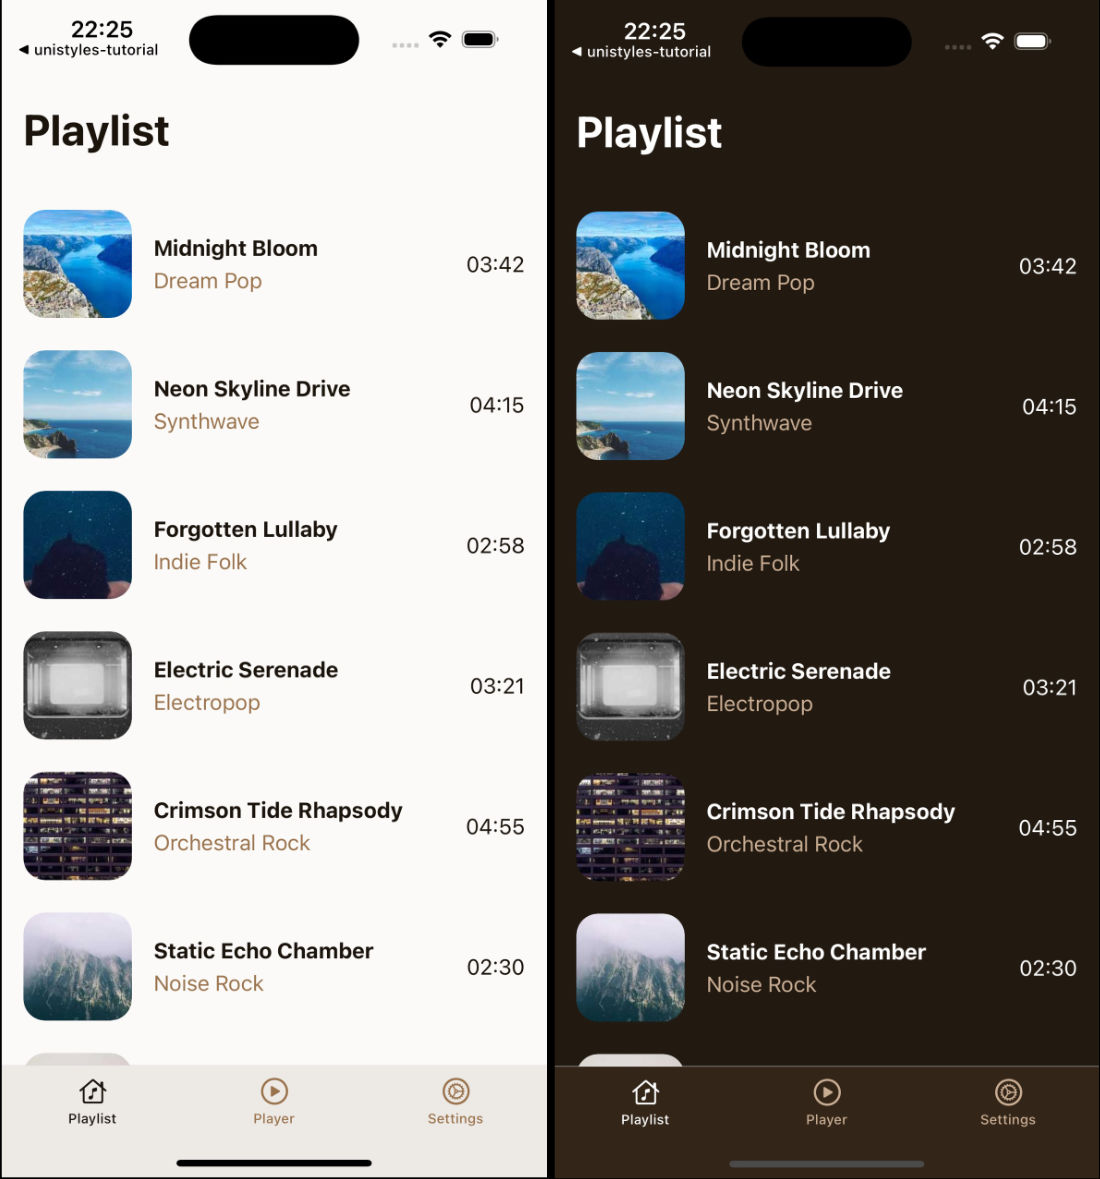 22:25
◀ unistyles-tutorial
Playlist
Midnight Bloom
Dream Pop
03:42
Neon Skyline Drive
Synthwave
04:15
Forgotten Lullaby
Indie Folk
02:58
Electric Serenade
Electropop
03:21
Crimson Tide Rhapsody
Orchestral Rock
04:55
Static Echo Chamber
Noise Rock
02:30
Playlist
Player
Settings
22:25
◀ unistyles-tutorial
Playlist
Midnight Bloom
Dream Pop
03:42
Neon Skyline Drive
Synthwave
04:15
Forgotten Lullaby
Indie Folk
02:58
Electric Serenade
Electropop
03:21
Crimson Tide Rhapsody
Orchestral Rock
04:55
Static Echo Chamber
Noise Rock
02:30
Playlist
Player
Settings